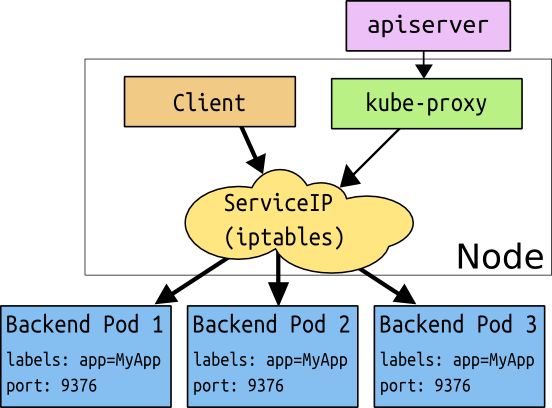 apiserver
Client
kube-proxy
ServiceIP
(iptables)
Node
Backend Pod 1
labels: app=MyApp
port: 9376
Backend Pod 2
labels: app=MyApp
port: 9376
Backend Pod 3
labels: app=MyApp
port: 9376